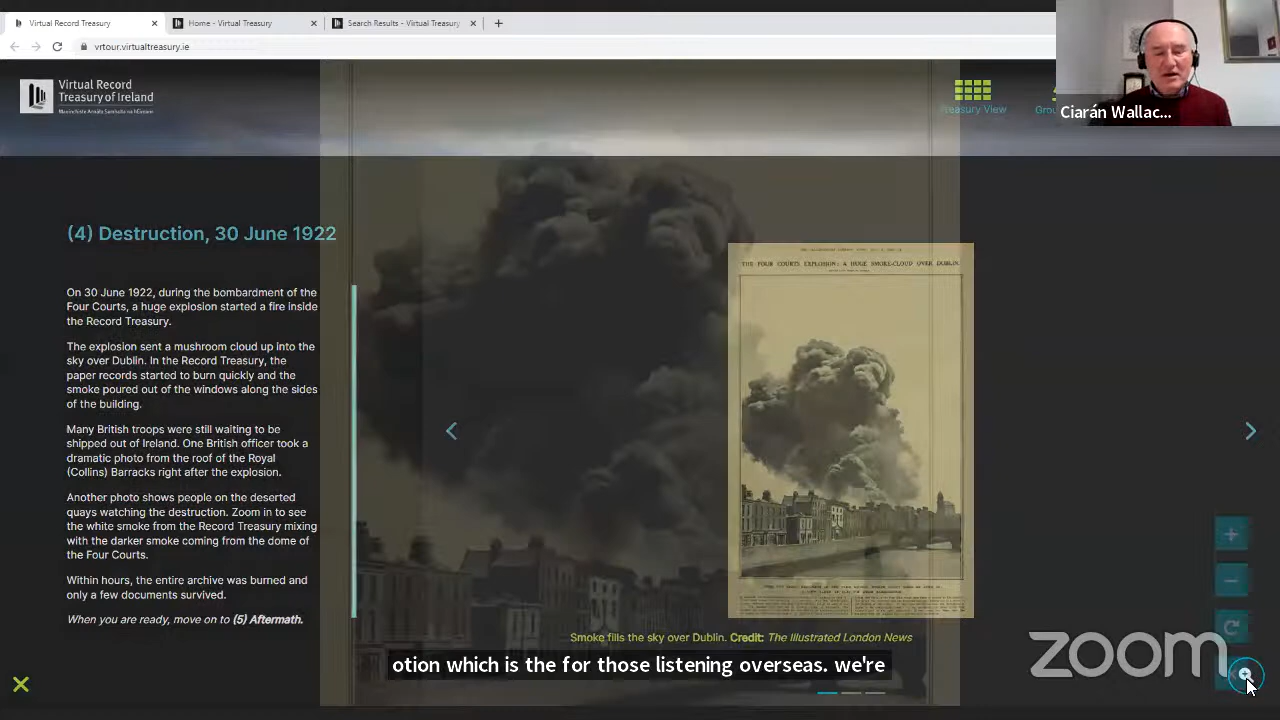 Virtual Record Treasury
Home - Virtual Treasury
Search Results - Virtual Treasury
vrtour.virtualtreasury.ie
Virtual Record
Treasury of Ireland
Treasury View
Ciarán Wallac...
(4) Destruction, 30 June 1922
On 30 June 1922, during the bombardment of the
Four Courts, a huge explosion started a fire inside
the Record Treasury.
The explosion sent a mushroom cloud up into the
sky over Dublin. In the Record Treasury, the
paper records started to burn quickly and the
smoke poured out of the windows along the sides
of the building.
Many British troops were still waiting to be
shipped out of Ireland. One British officer took a
dramatic photo from the roof of the Royal
(Collins) Barracks right after the explosion.
Another photo shows people on the deserted
quays watching the destruction. Zoom in to see
the white smoke from the Record Treasury mixing
with the darker smoke coming from the dome of
the Four Courts.
Within hours, the entire archive was burned and
only a few documents survived.
When you are ready, move on to (5) Aftermath.
THE FOUR COURTS EXPLOSION: A HUGE SMOKE-CLOUD OVER DUBLIN.
Smoke fills the sky over Dublin. Credit: The Illustrated London News
otion which is the for those listening overseas. we're
zoom